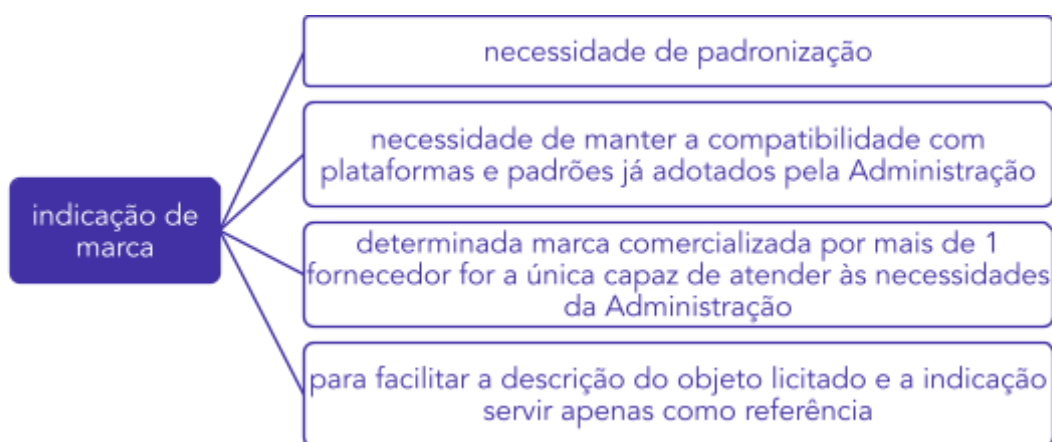 indicação de
marca
necessidade de padronização
necessidade de manter a compatibilidade com
plataformas e padrões já adotados pela Administração
determinada marca comercializada por mais de 1
fornecedor for a única capaz de atender às necessidades
da Administração
para facilitar a descrição do objeto licitado e a indicação
servir apenas como referência